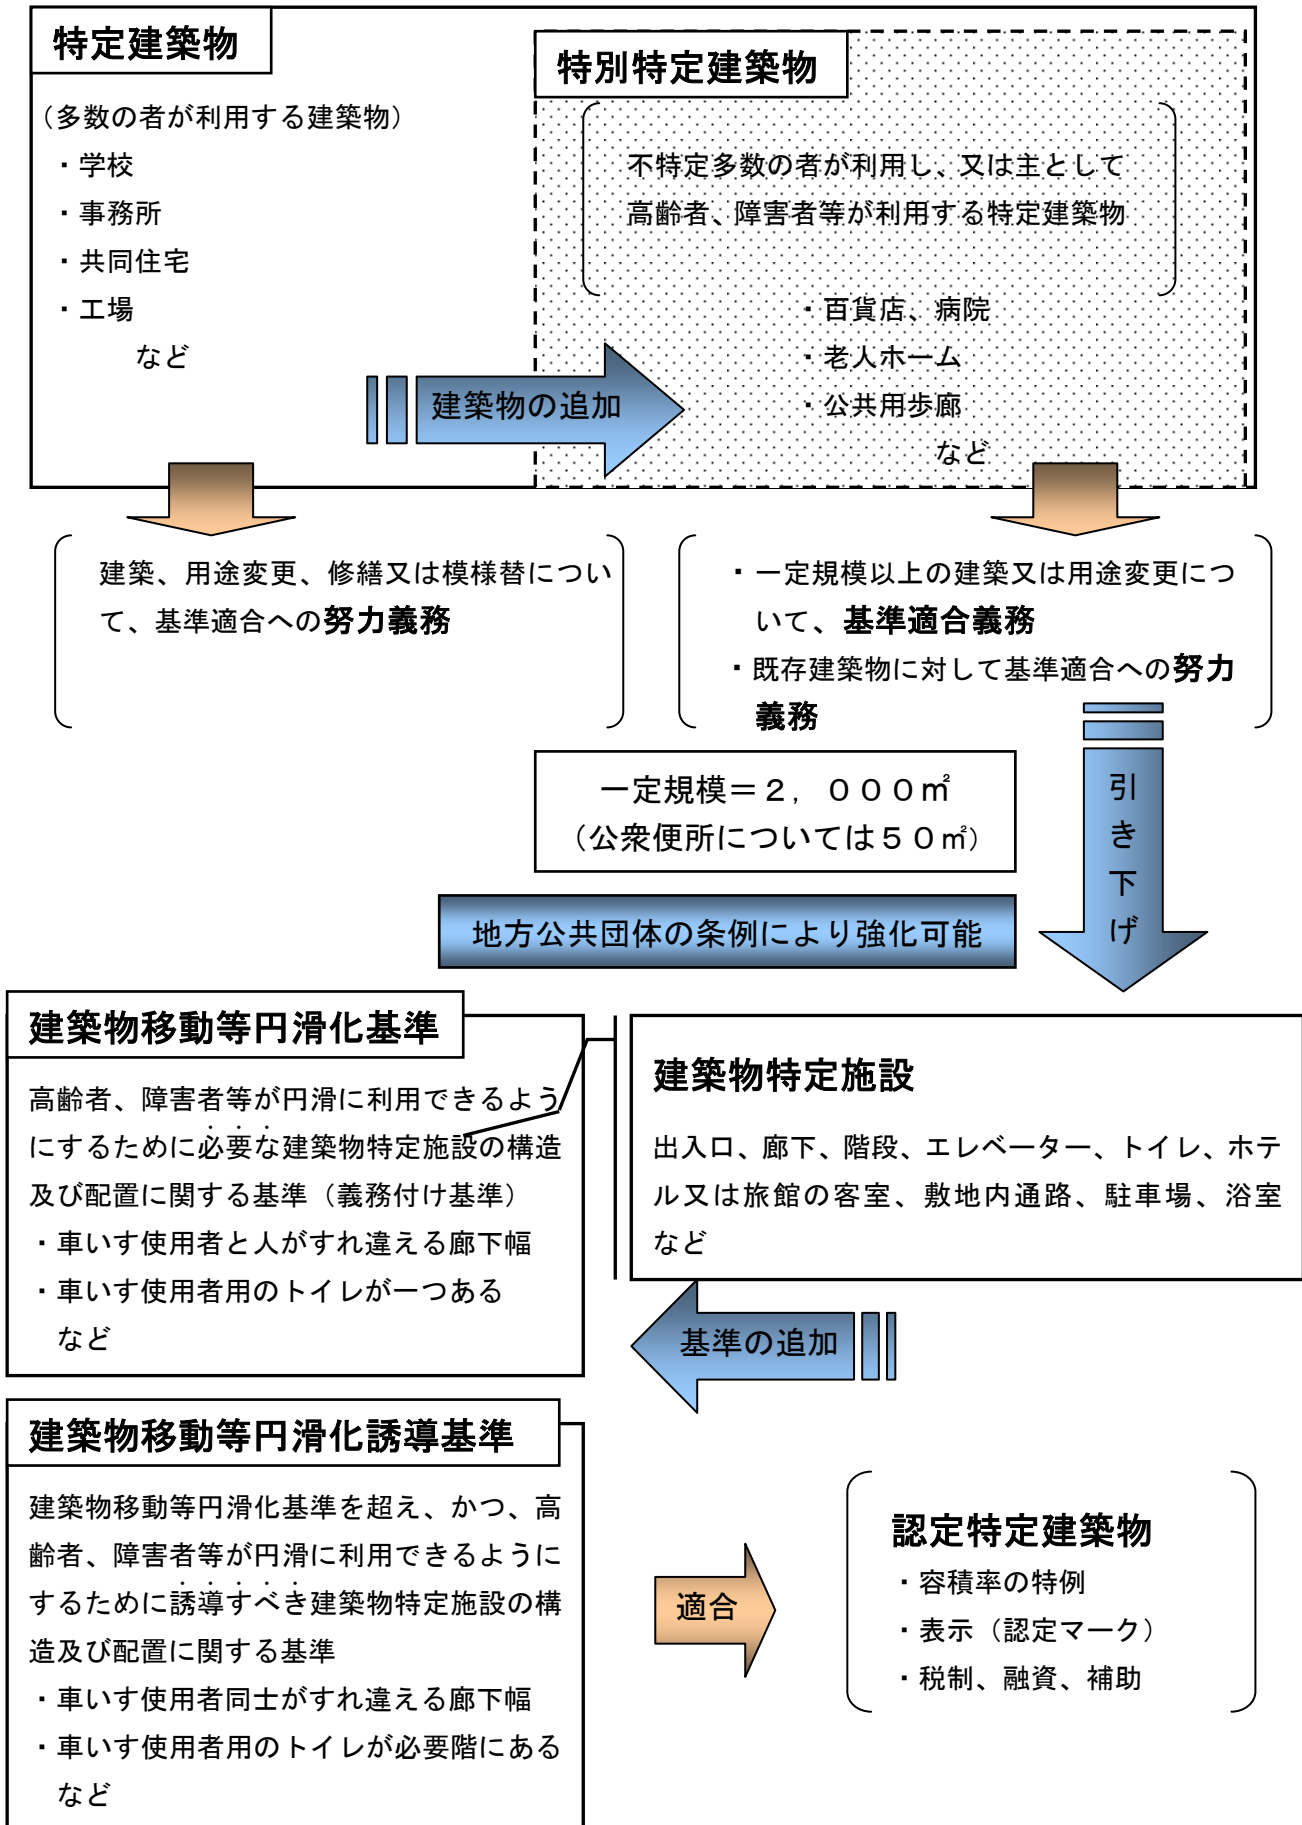 特定建築物
（多数の者が利用する建築物）
・学校
・事務所
・共同住宅
・工場
など
特別特定建築物
不特定多数の者が利用し、又は主として
高齢者、障害者等が利用する特定建築物
・百貨店、病院
・老人ホーム
・公共用歩廊
など
建築物の追加
建築、用途変更、修繕又は模様替につい
て、基準適合への努力義務
・一定規模以上の建築又は用途変更につ
いて、基準適合義務
・既存建築物に対して基準適合への努力
義務
一定規模＝２，０００㎡
（公衆便所については５０㎡）
引き下げ
地方公共団体の条例により強化可能
建築物移動等円滑化基準
高齢者、障害者等が円滑に利用できるよう
にするために必要な建築物特定施設の構造
及び配置に関する基準（義務付け基準）
・車いす使用者と人がすれ違える廊下幅
・車いす使用者用のトイレが一つある
など
建築物特定施設
出入口、廊下、階段、エレベーター、トイレ、ホテ
ル又は旅館の客室、敷地内通路、駐車場、浴室
など
基準の追加
建築物移動等円滑化誘導基準
建築物移動等円滑化基準を超え、かつ、高
齢者、障害者等が円滑に利用できるように
するために誘導すべき建築物特定施設の構
造及び配置に関する基準
・車いす使用者同士がすれ違える廊下幅
・車いす使用者用のトイレが必要階にある
など
適合
認定特定建築物
・容積率の特例
・表示（認定マーク）
・税制、融資、補助